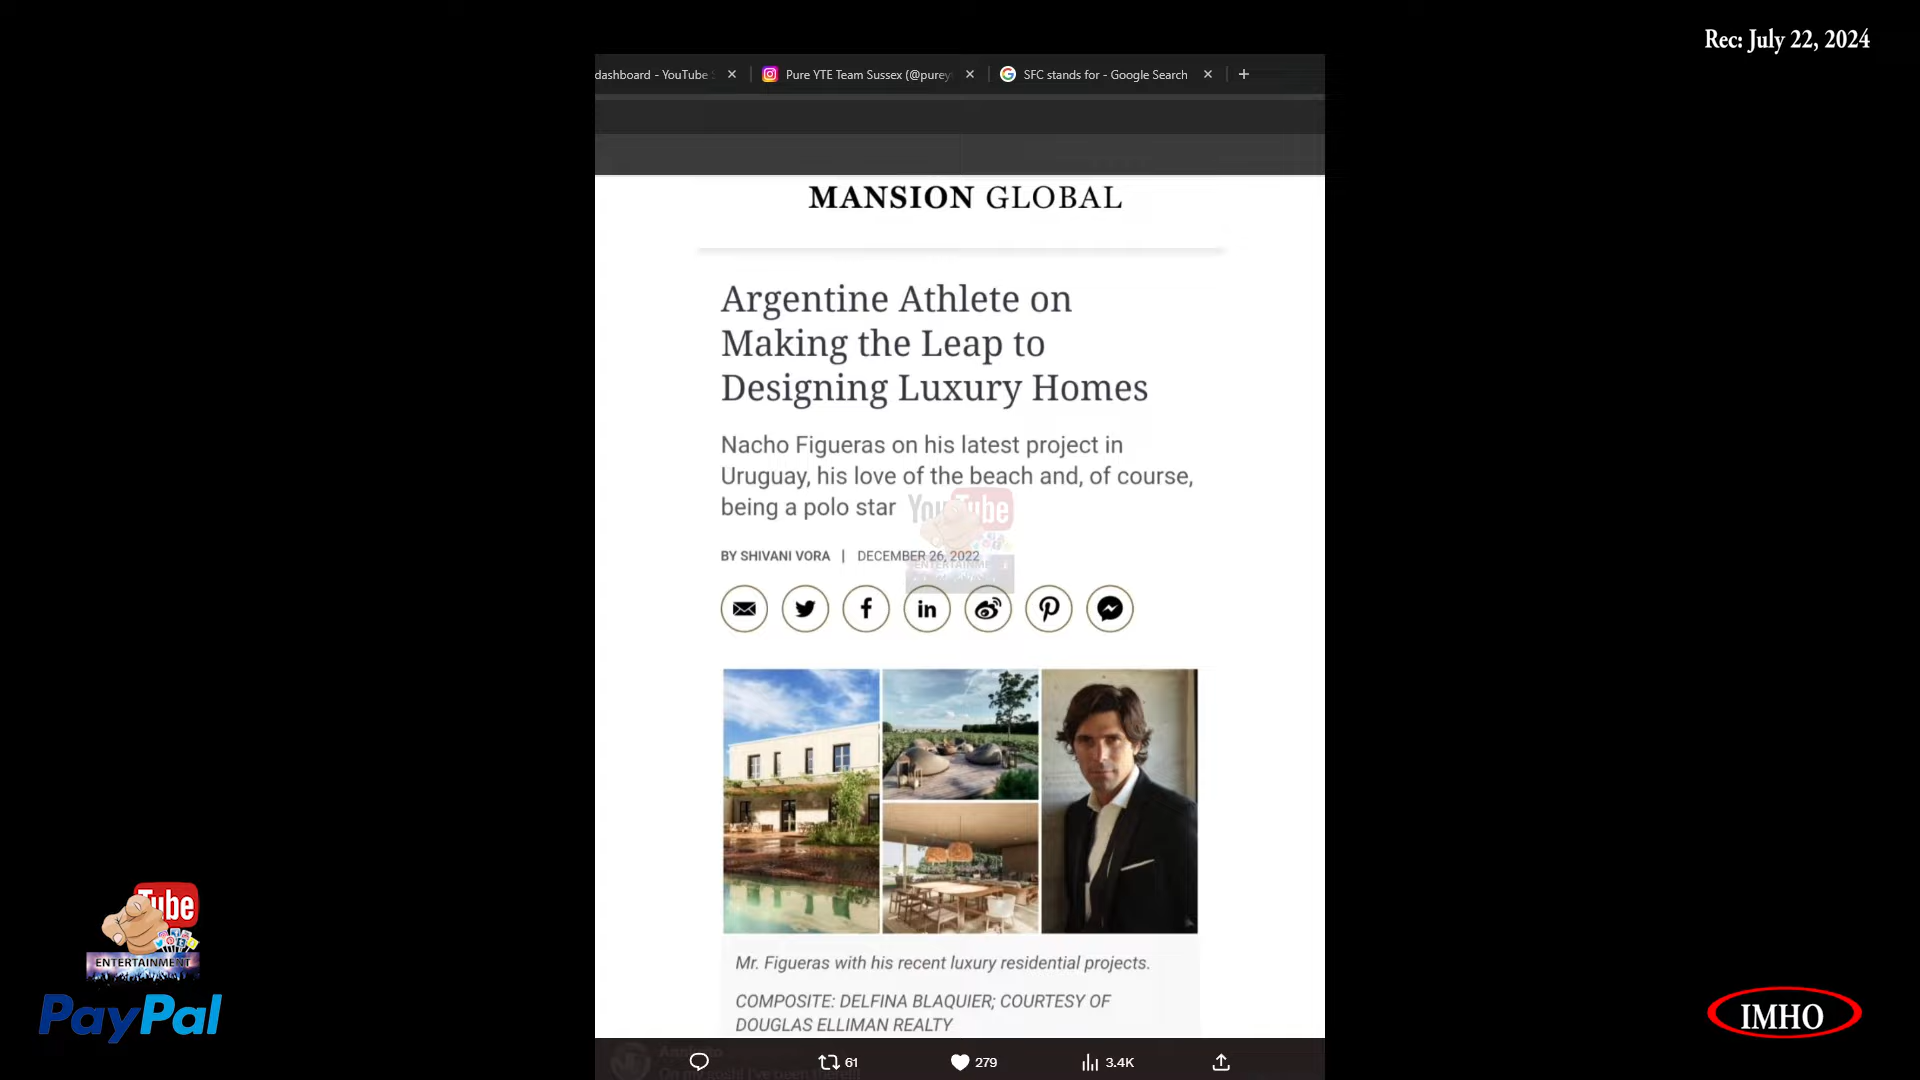 Rec: July 22, 2024
dashboard - YouTube
Pure YTE Team Sussex (@purey
SFC stands for - Google Search
MANSION GLOBAL
Argentine Athlete on
Making the Leap to
Designing Luxury Homes
Nacho Figueras on his latest project in
Uruguay, his love of the beach and, of course,
being a polo star
YouTube
BY SHIVANI VORA | DECEMBER 26, 2022
ENTERTAINMENT
Mr. Figueras with his recent luxury residential projects.
COMPOSITE: DELFINA BLAQUIER; COURTESY OF
DOUGLAS ELLIMAN REALTY
61
279
3.4K
Tube
ENTERTAINMENT
PayPal
IMHO